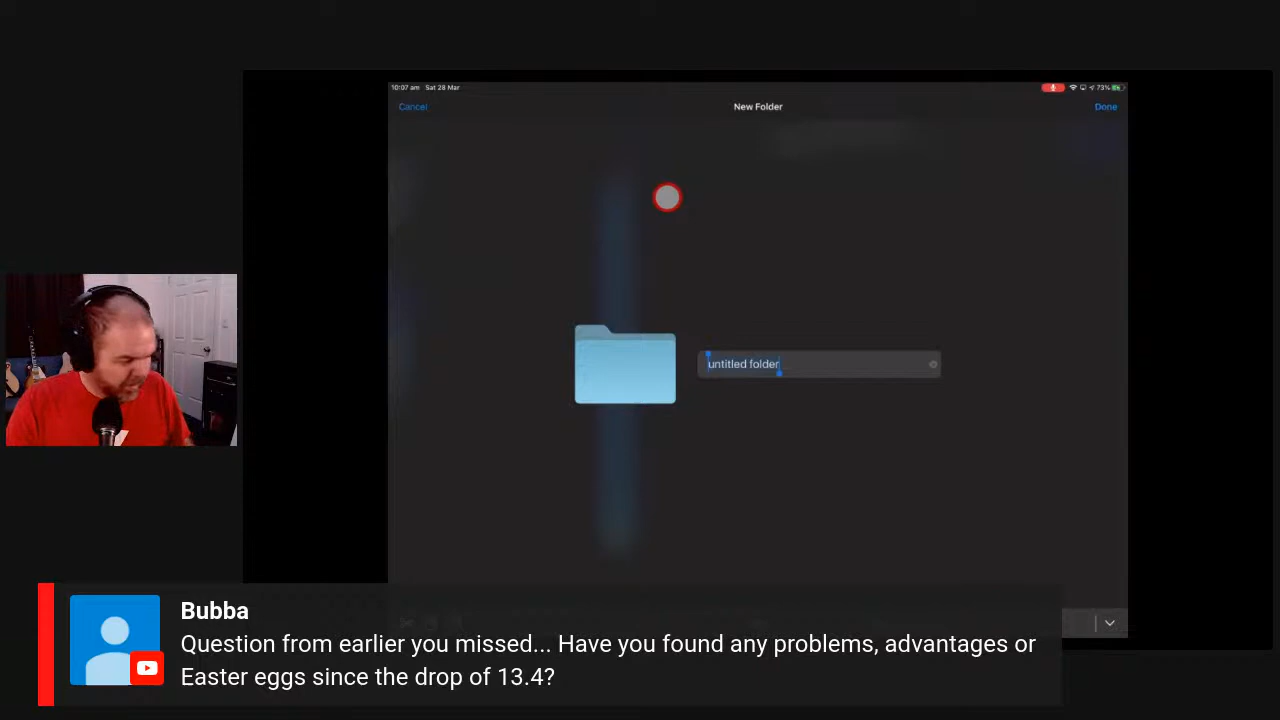 10:07 am Sat 28 Mar
73%
Cancel
New Folder
Done
untitled folder
Bubba
Question from earlier you missed... Have you found any problems, advantages or
Easter eggs since the drop of 13.4?